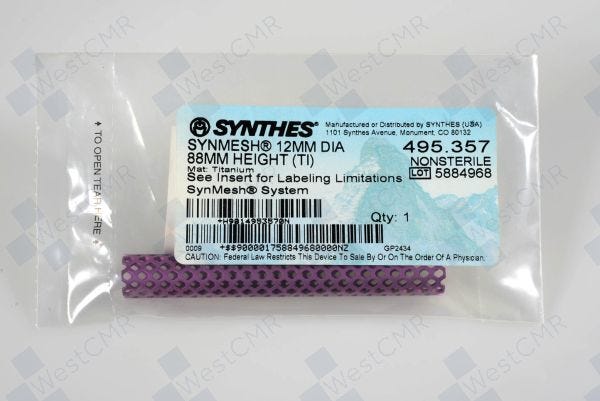 WestCMR
SYNTHES®
Manufactured or Distributed by SYNTHES (USA)
1101 Synthes Avenue, Monument, CO 80132
SYNMESH® 12MM DIA
88MM HEIGHT (TI)
Mat: Titanium
See Insert for Labeling Limitations
SynMesh® System
495.357
NONSTERILE
LOT 5884968
*H9814953570N
Qty: 1
0009
+$$900001758849680000NZ
GP2434
CAUTION: Federal Law Restricts This Device To Sale By Or On The Order Of A Physician.
TO OPEN TEAR HERE